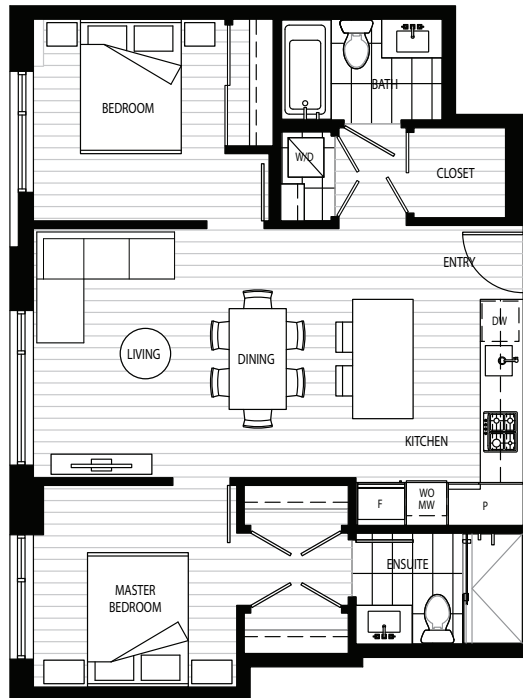 BEDROOM
BATH
W/D
CLOSET
ENTRY
DW
LIVING
DINING
KITCHEN
F
WO
MW
P
ENSUITE
MASTER
BEDROOM